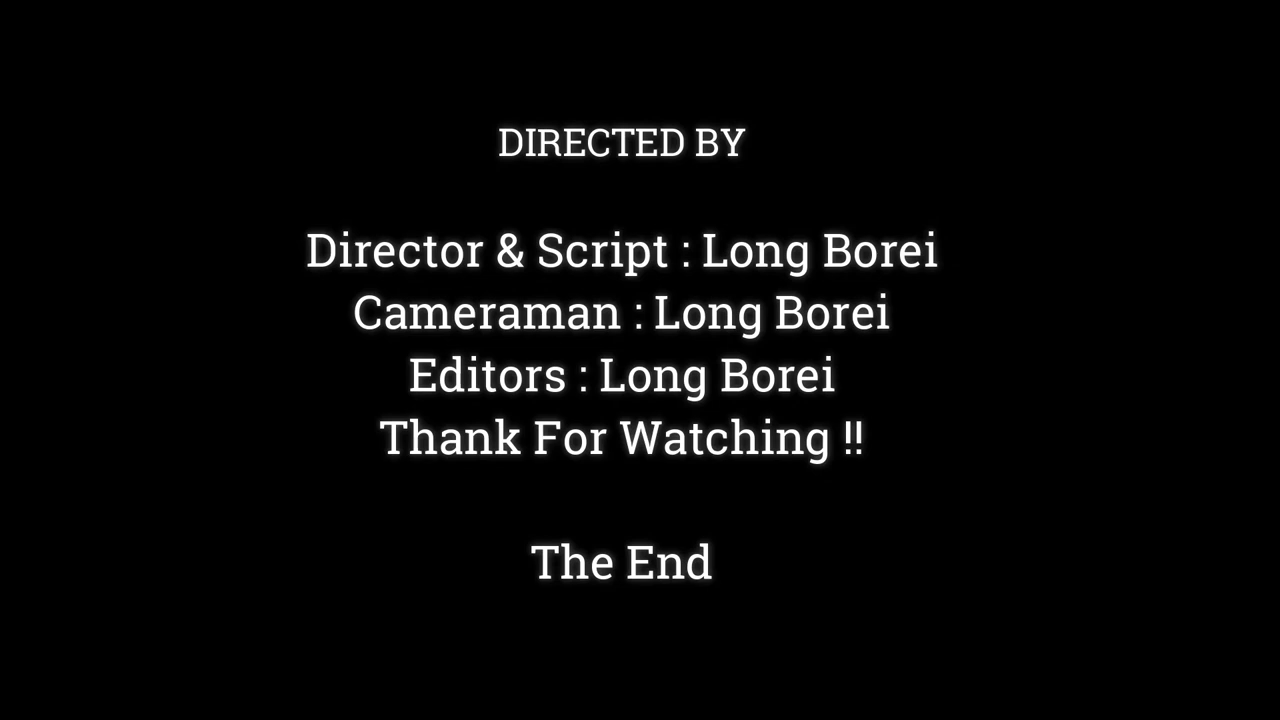 DIRECTED BY
Director & Script : Long Borei
Cameraman : Long Borei
Editors : Long Borei
Thank For Watching !!
The End